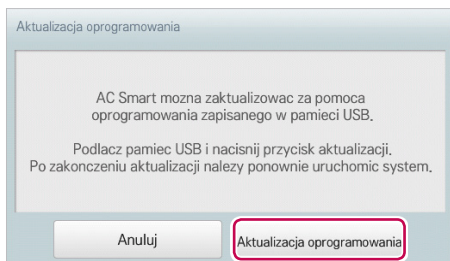 Aktualizacja oprogramowania
AC Smart mozna zaktualizowac za pomoca
oprogramowania zapisanego w pamieci USB.
Podlacz pamiec USB i nacisnij przycisk aktualizacji.
Po zakonczeniu aktualizacji nalezy ponownie uruchomic system.
Anuluj
Aktualizacja oprogramowania